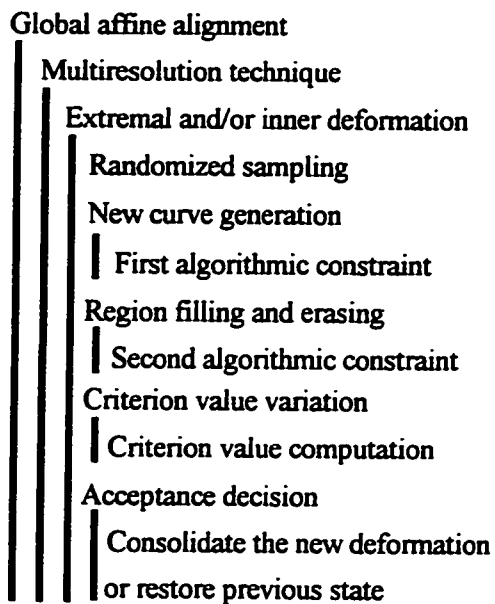 Global affine alignment
Multiresolution technique
Extremal and/or inner deformation
Randomized sampling
New curve generation
First algorithmic constraint
Region filling and erasing
Second algorithmic constraint
Criterion value variation
Criterion value computation
Acceptance decision
Consolidate the new deformation
or restore previous state